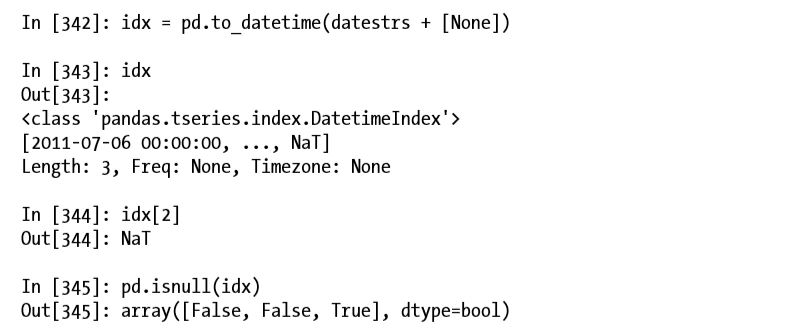 In [342]: idx = pd.to_datetime(datestrs + [None])
In [343]: idx
Out[343]:
<class 'pandas.tseries.index.DatetimeIndex'>
[2011-07-06 00:00:00, ..., NaT]
Length: 3, Freq: None, Timezone: None
In [344]: idx[2]
Out[344]: NaT
In [345]: pd.isnull(idx)
Out[345]: array([False, False, True], dtype=bool)